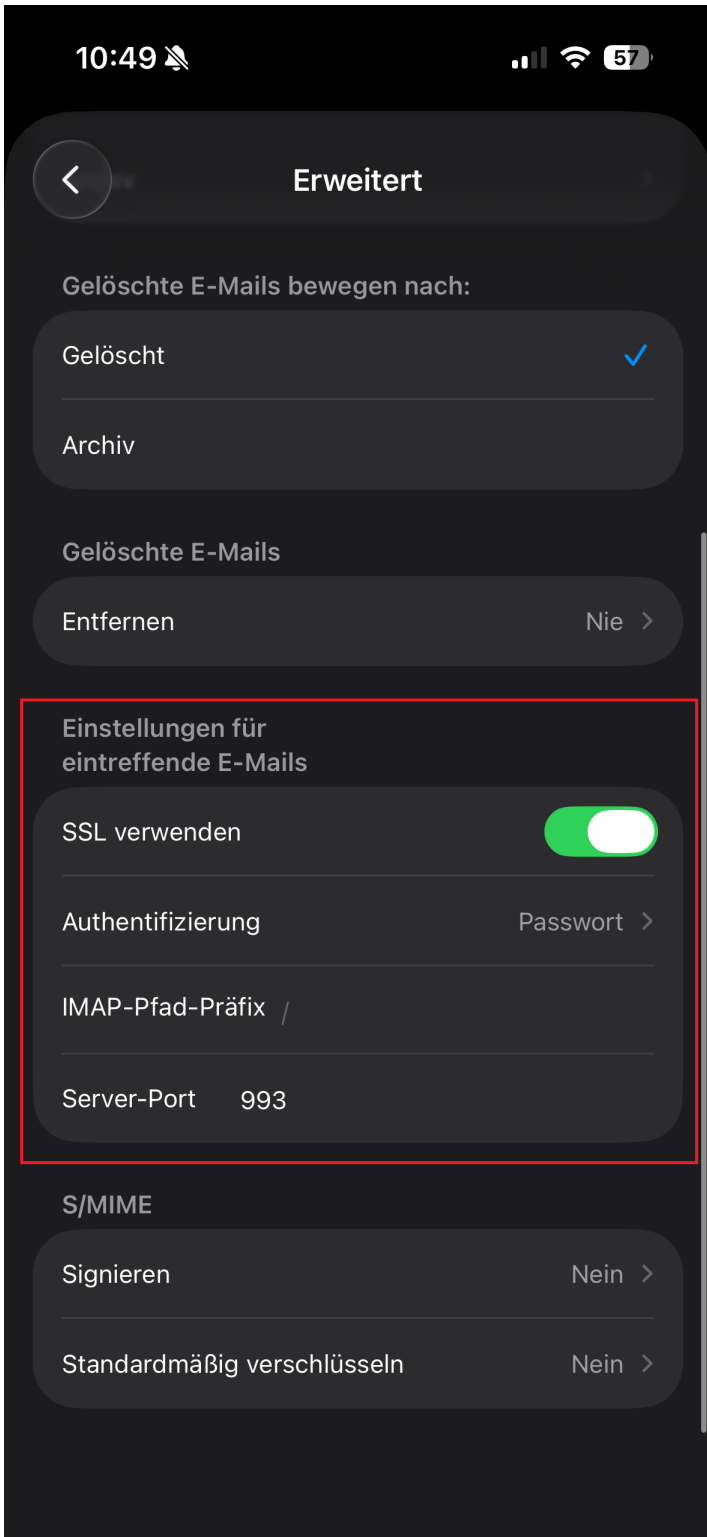 10:49
57
Erweitert
Gelöschte E-Mails bewegen nach:
Gelöscht
Archiv
Gelöschte E-Mails
Entfernen Nie
Einstellungen für
eintreffende E-Mails
SSL verwenden
Authentifizierung Passwort
IMAP-Pfad-Präfix /
Server-Port 993
S/MIME
Signieren Nein
Standardmäßig verschlüsseln Nein